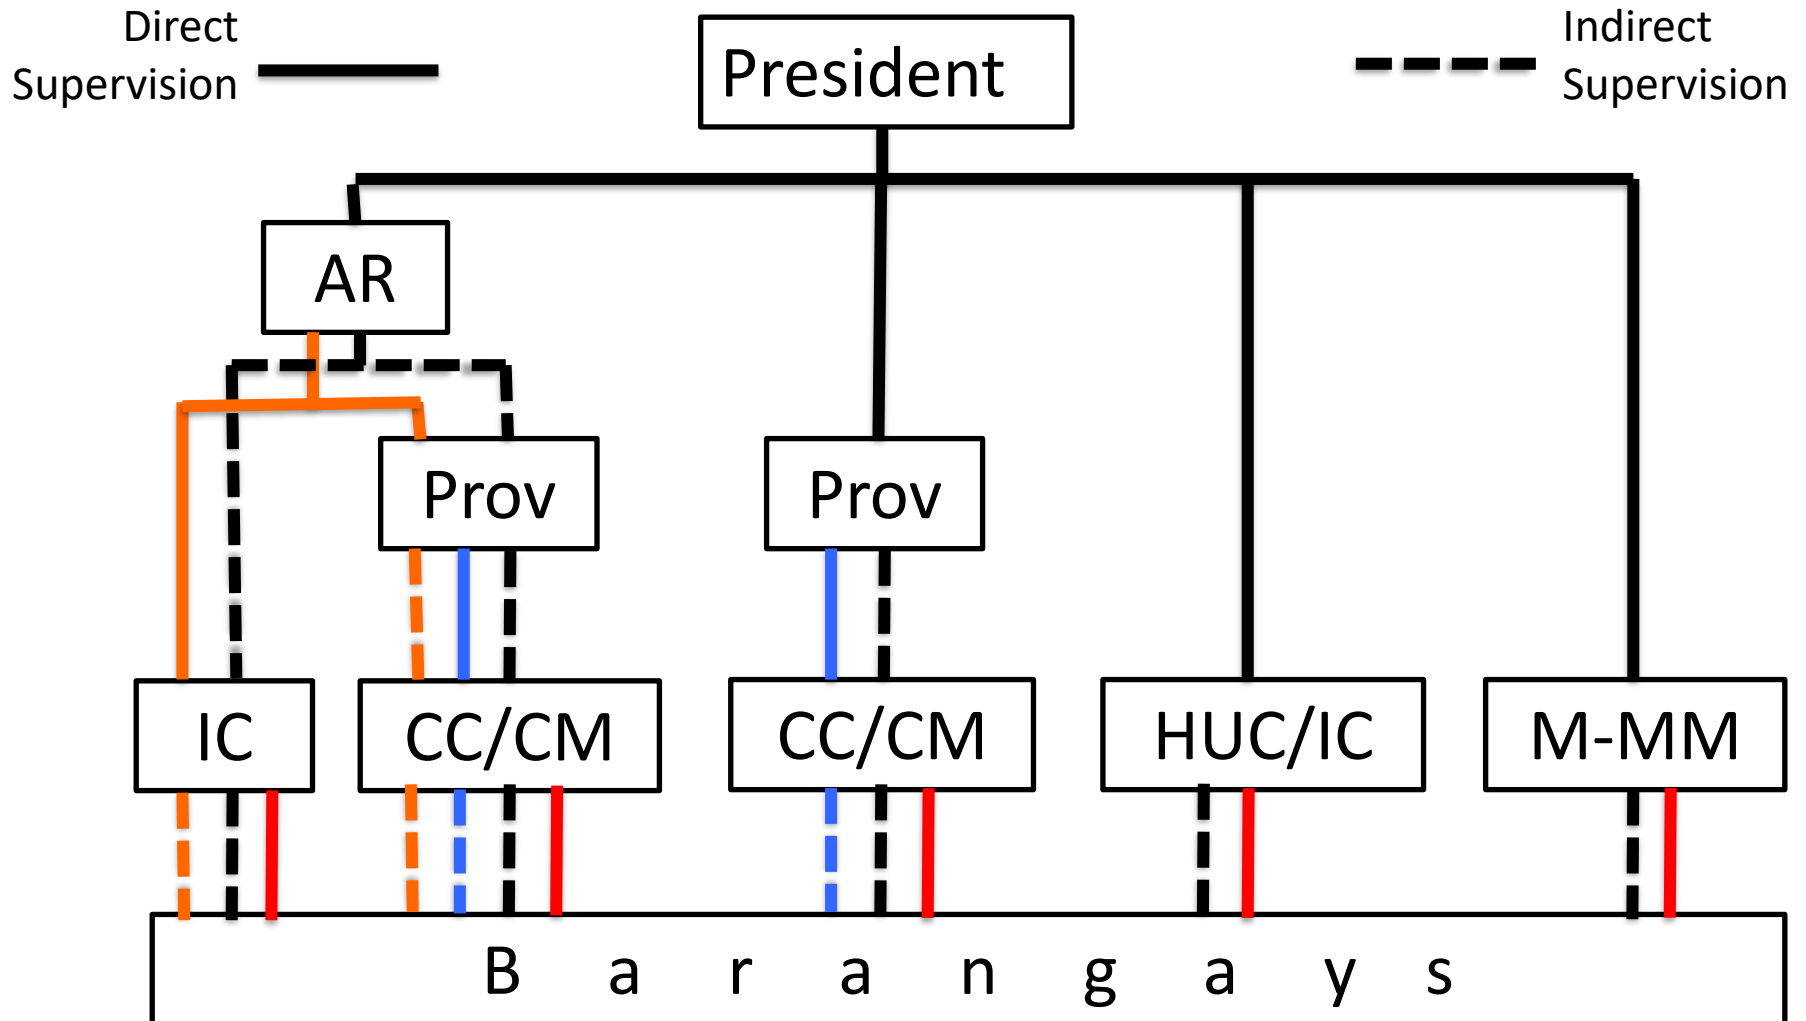 Direct
Supervision
President
Indirect
Supervision
AR
Prov
Prov
IC
CC/CM
CC/CM
HUC/IC
M-MM
B a r a n g a y s